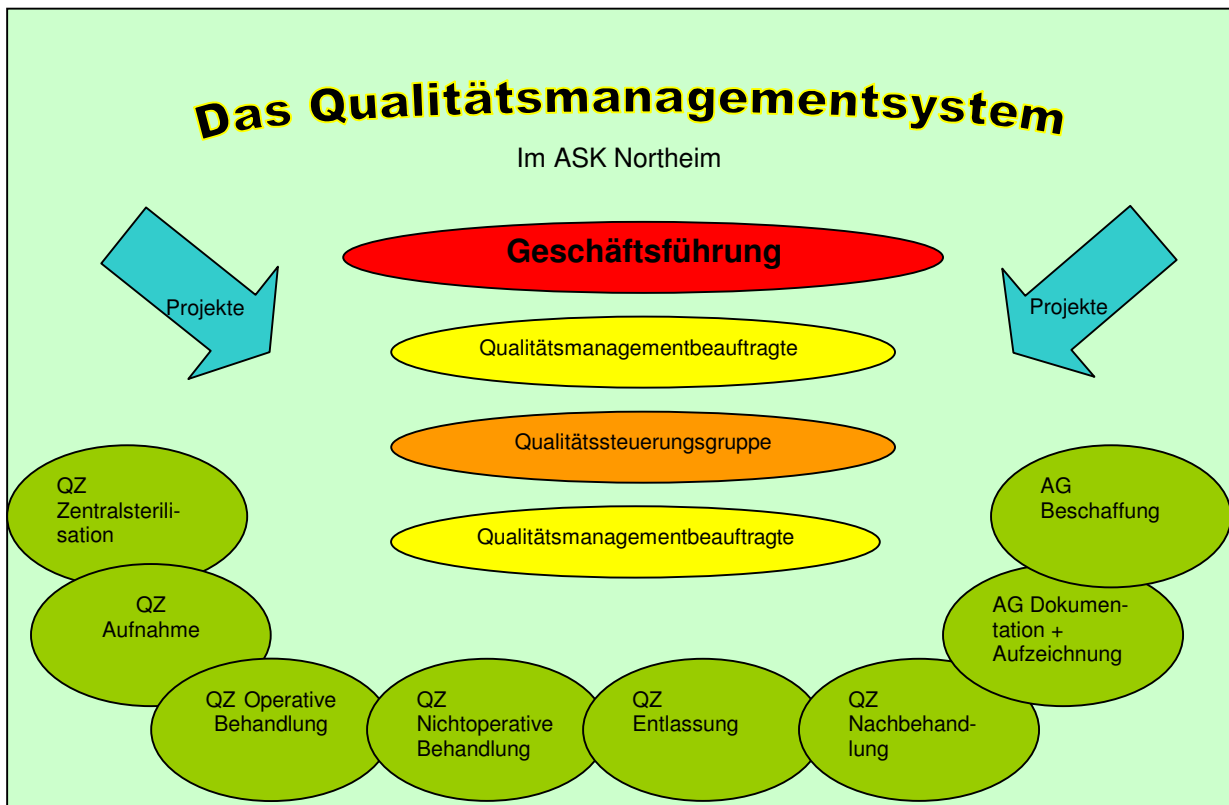 Das Qualitätsmanagementsystem
Im ASK Northeim
Geschäftsführung
Projekte
Projekte
Qualitätsmanagementbeauftragte
Qualitätssteuerungsgruppe
Qualitätsmanagementbeauftragte
QZ
Zentralsterili-
sation
AG
Beschaffung
QZ
Aufnahme
AG Dokumen-
tation +
Aufzeichnung
QZ Operative
Behandlung
QZ
Nichtoperative
Behandlung
QZ
Entlassung
QZ
Nachbehand-
lung